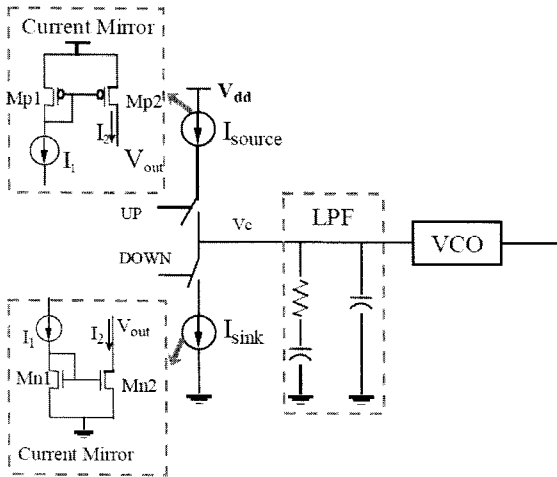 Current Mirror
Mp1
Mp2
I2
I1
Vout
Vdd
Isource
UP
Vc
LPF
VCO
DOWN
I1
I2
Vout
Isink
Mn1
Mn2
Current Mirror